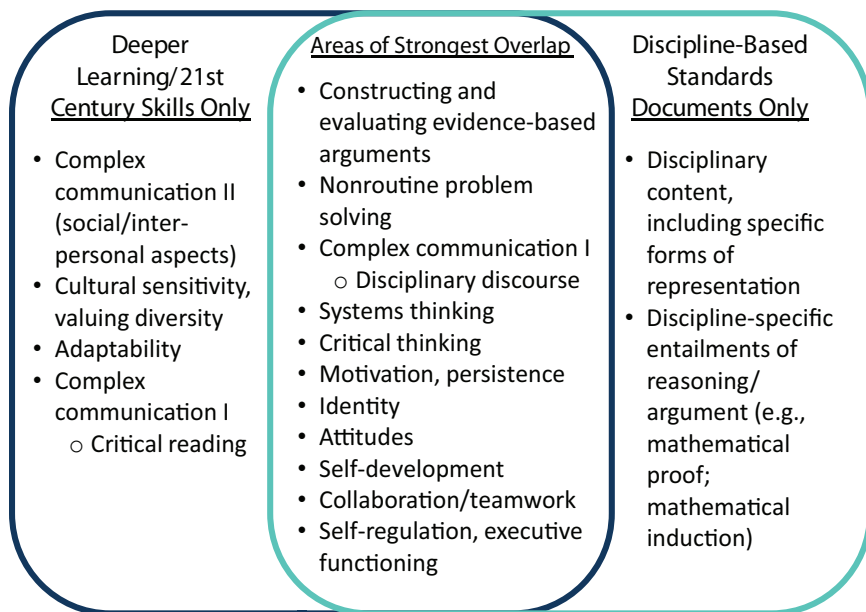 Deeper
Learning/21st
Century Skills Only
• Complex
communication II
(social/inter-
personal aspects)
• Cultural sensitivity,
valuing diversity
• Adaptability
• Complex
communication I
o Critical reading
Areas of Strongest Overlap
• Constructing and
evaluating evidence-based
arguments
• Nonroutine problem
solving
• Complex communication I
o Disciplinary discourse
• Systems thinking
• Critical thinking
• Motivation, persistence
• Identity
• Attitudes
• Self-development
• Collaboration/teamwork
• Self-regulation, executive
functioning
Discipline-Based
Standards
Documents Only
• Disciplinary
content,
including specific
forms of
representation
• Discipline-specific
entailments of
reasoning/
argument (e.g.,
mathematical
proof;
mathematical
induction)